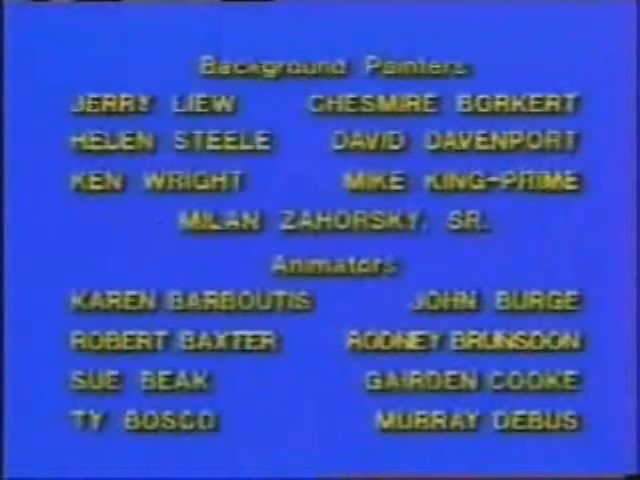 Background Painters
JERRY LIEW CHESMIRE BORKERT
HELEN STEELE DAVID DAVENPORT
KEN WRIGHT MIKE KING-PRIME
MILAN ZAHORSKY, SR.
Animators
KAREN BARBOUTIS JOHN BURGE
ROBERT BAXTER RODNEY BRUNSDON
SUE BEAK GAIRDEN COOKE
TY BOSCO MURRAY DEBUS